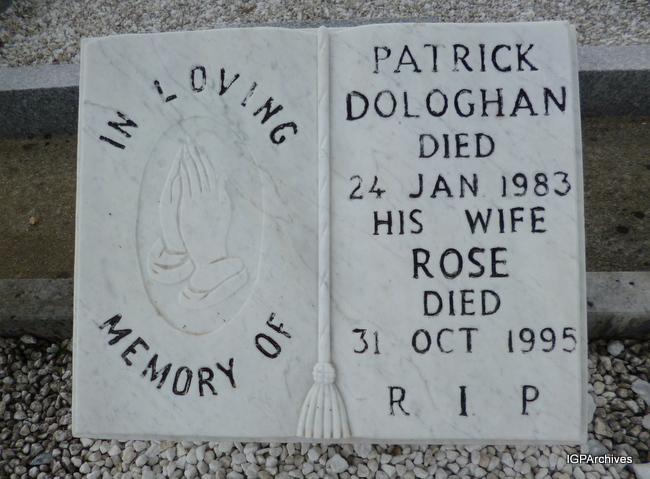 IN LOVING
MEMORY OF
PATRICK
DOLOGHAN
DIED
24 JAN 1983
HIS WIFE
ROSE
DIED
31 OCT 1995
R I P
IGPArchives